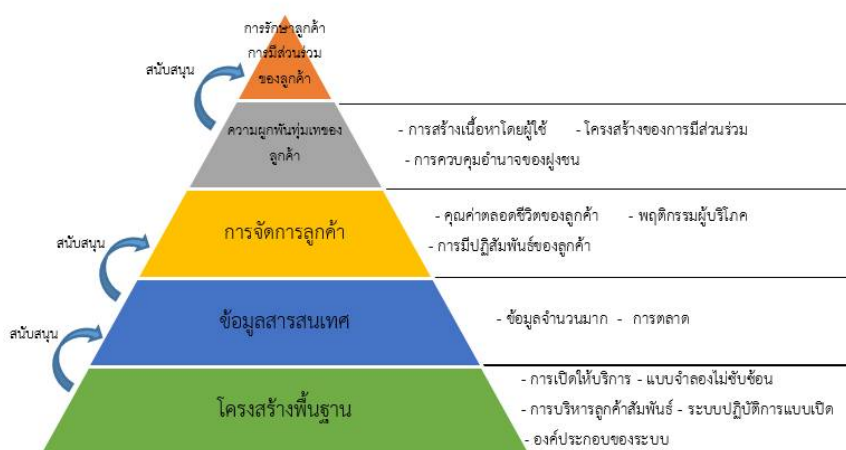 การรักษาลูกค้า
การมีส่วนร่วม
ของลูกค้า
สนับสนุน
ความผูกพันทุ่มเทของ
ลูกค้า
- การสร้างเนื้อหาโดยผู้ใช้ - โครงสร้างของการมีส่วนร่วม
- การควบคุมอำนาจของฝูงชน
การจัดการลูกค้า
- คุณค่าตลอดชีวิตของลูกค้า - พฤติกรรมผู้บริโภค
- การมีปฏิสัมพันธ์ของลูกค้า
สนับสนุน
ข้อมูลสารสนเทศ
- ข้อมูลจำนวนมาก - การตลาด
สนับสนุน
โครงสร้างพื้นฐาน
- การเปิดให้บริการ - แบบจำลองไม่ซับซ้อน
- การบริหารลูกค้าสัมพันธ์ - ระบบปฏิบัติการแบบเปิด
- องค์ประกอบของระบบ